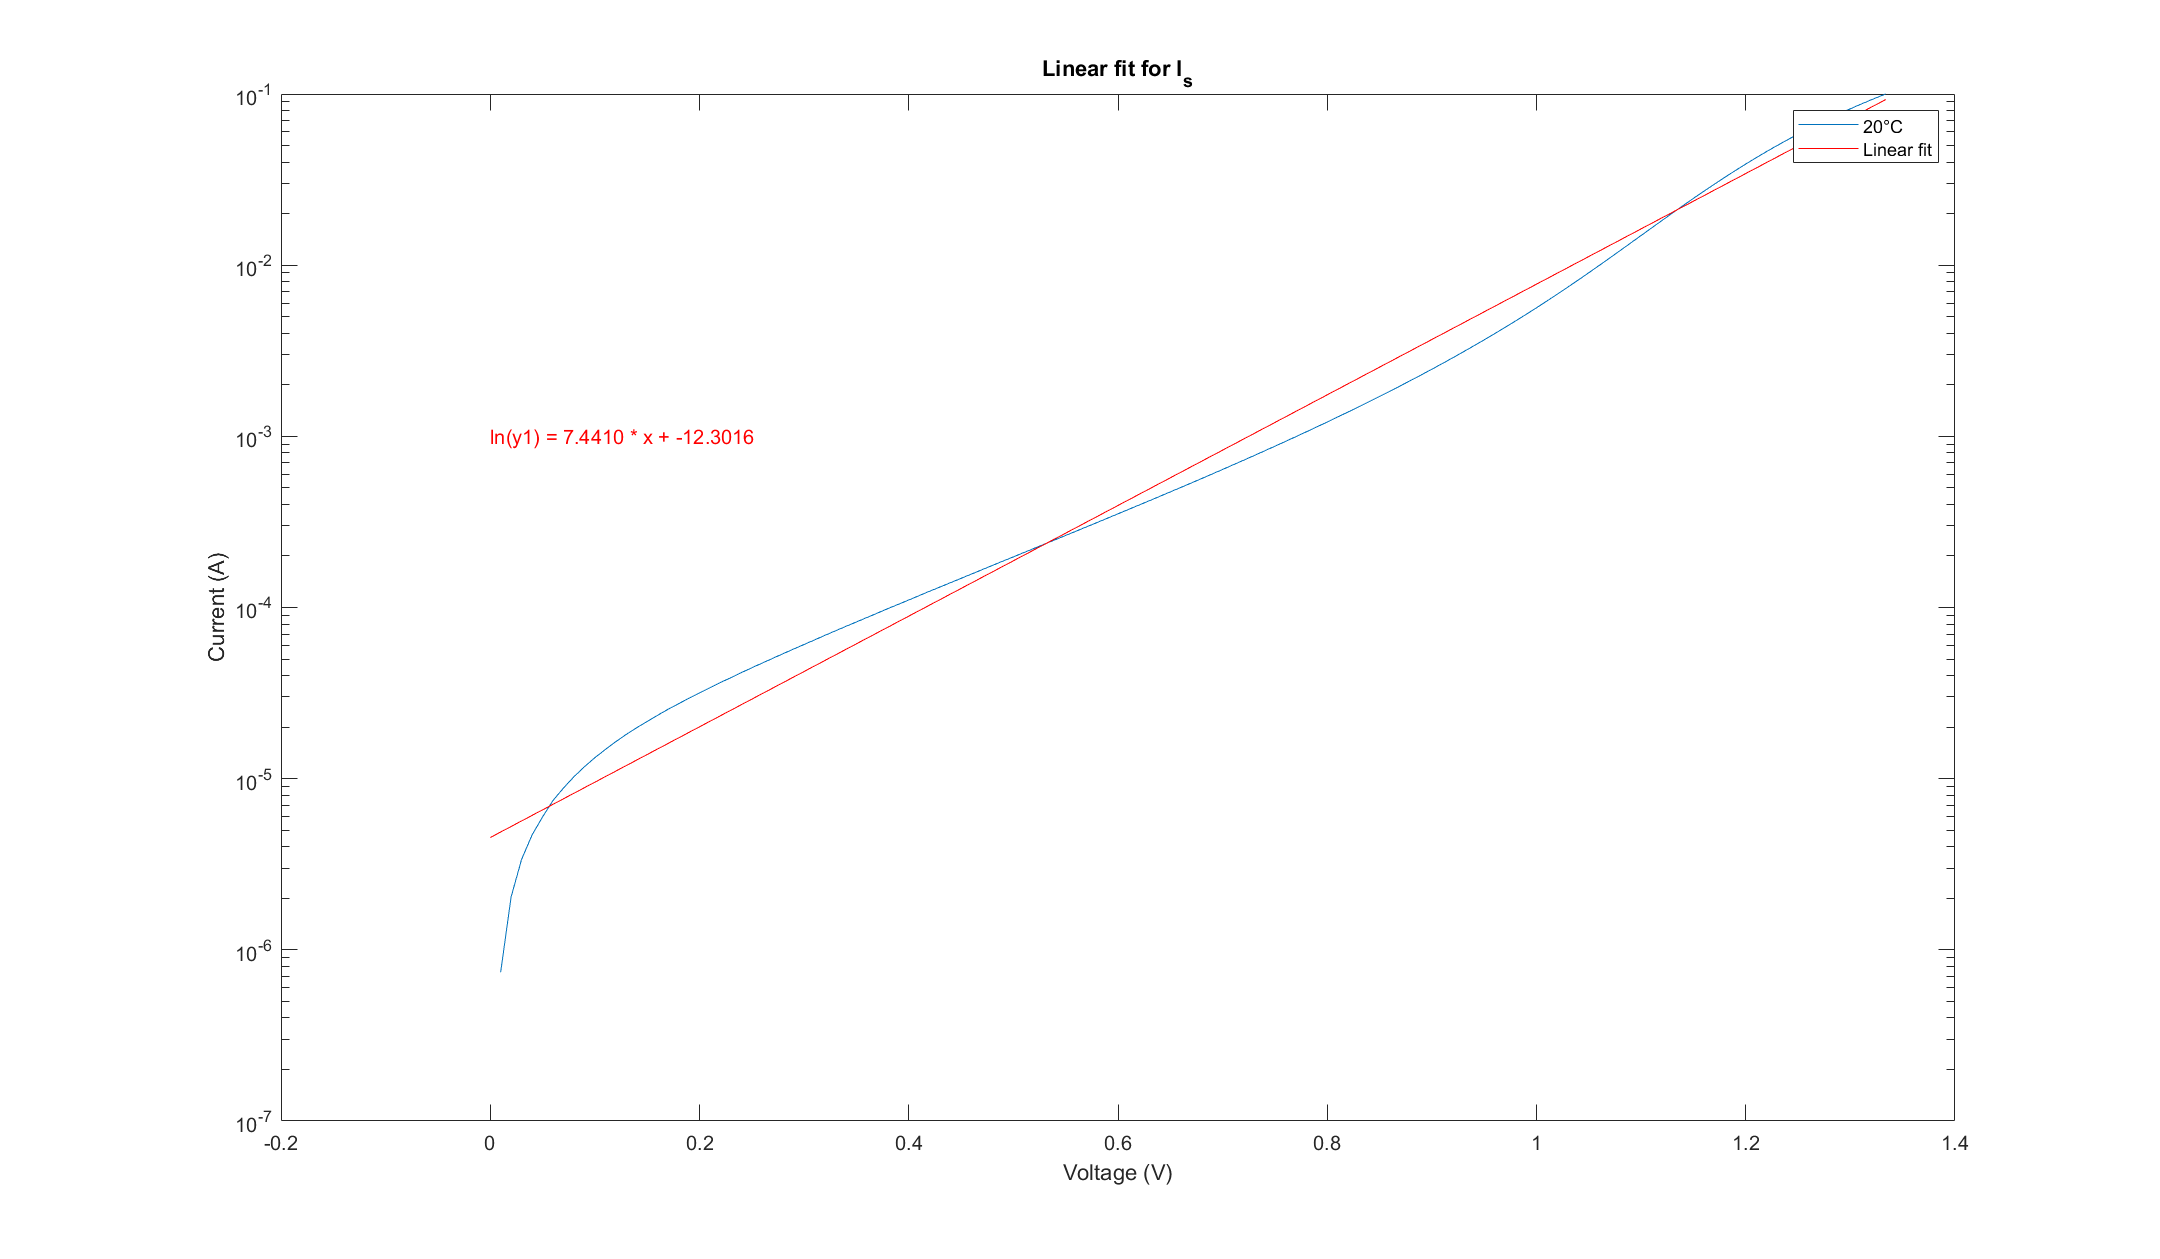 Linear fit for I_s
10^-1
10^-2
10^-3
10^-4
10^-5
10^-6
10^-7
Current (A)
20°C
Linear fit
ln(y1) = 7.4410 * x + -12.3016
-0.2 0 0.2 0.4 0.6 0.8 1 1.2 1.4
Voltage (V)